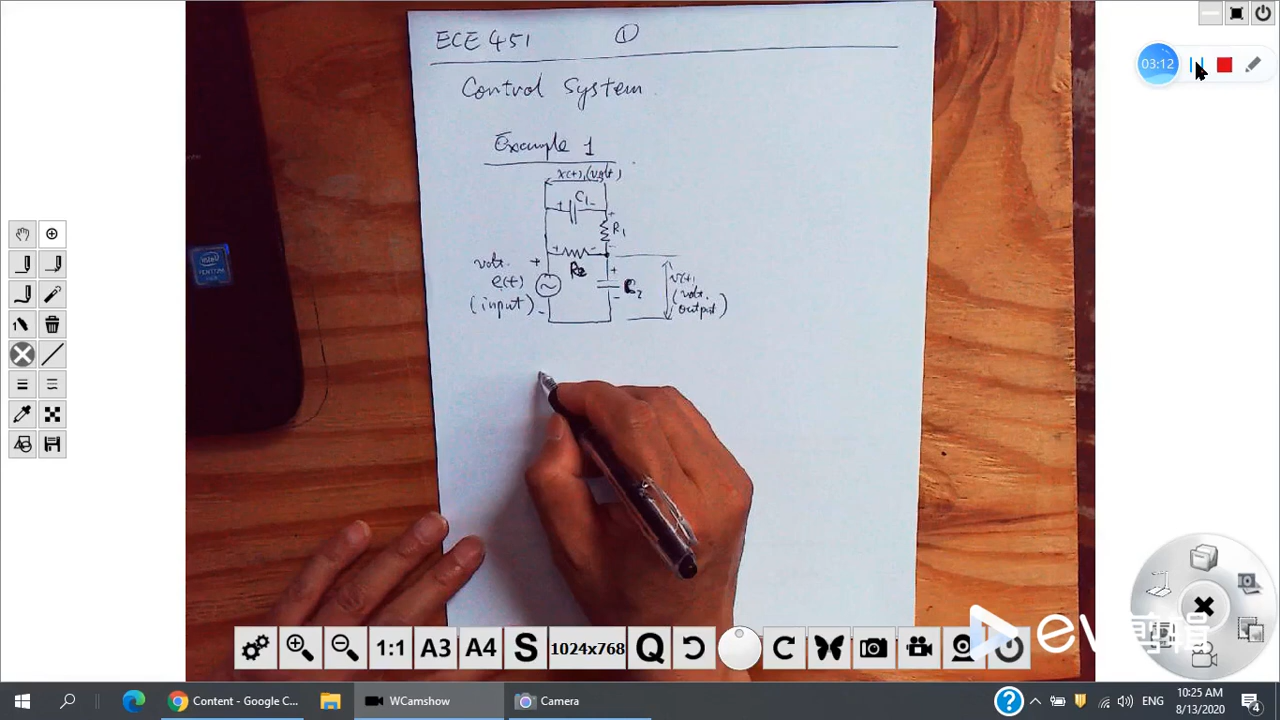 03:12
ECE 451 ①
Control System
Example 1
x(t), (volt)
+ C1 -
+
R1
-
+ -
R2
volt. +
e(t)
(input)
-
+
C2
-
v(t),
(volt.
output)
1:1 A3 A4 S 1024x768 Q
Content - Google C...
WCamshow
Camera
ENG
10:25 AM
8/13/2020
4